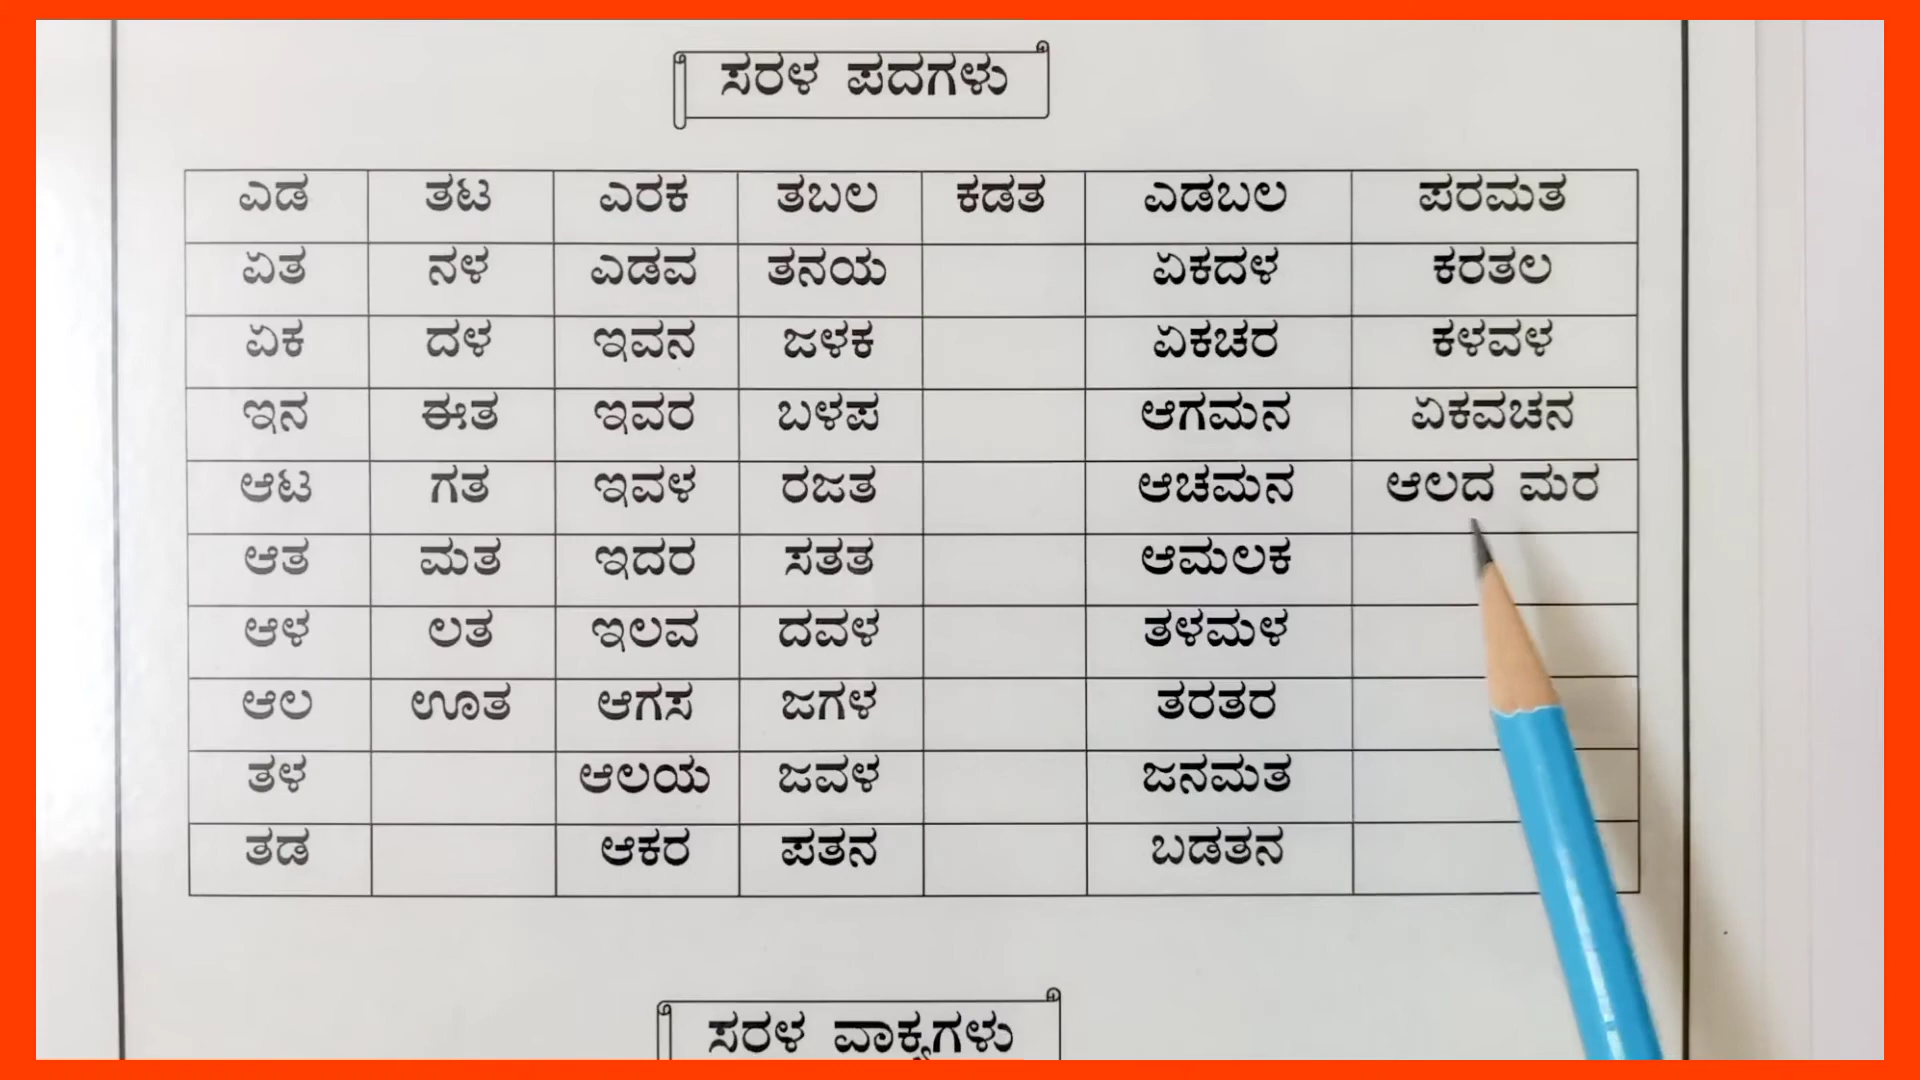 ಸರಳ ಪದಗಳು
ಎಡ ತಟ ಎರಕ ತಬಲ ಕಡತ ಎಡಬಲ ಪರಮತ
ಏತ ನಳ ಎಡವ ತನಯ ಏಕದಳ ಕರತಲ
ಏಕ ದಳ ಇವನ ಜಳಕ ಏಕಚರ ಕಳವಳ
ಇನ ಈತ ಇವರ ಬಳಪ ಆಗಮನ ಏಕವಚನ
ಆಟ ಗತ ಇವಳ ರಜತ ಆಚಮನ ಆಲದ ಮರ
ಆತ ಮತ ಇದರ ಸತತ ಆಮಲಕ
ಆಳ ಲತ ಇಲವ ದವಳ ತಳಮಳ
ಆಲ ಊತ ಆಗಸ ಜಗಳ ತರತರ
ತಳ ಆಲಯ ಜವಳ ಜನಮತ
ತಡ ಆಕರ ಪತನ ಬಡತನ
ಸರಳ ವಾಕ್ಯಗಳು